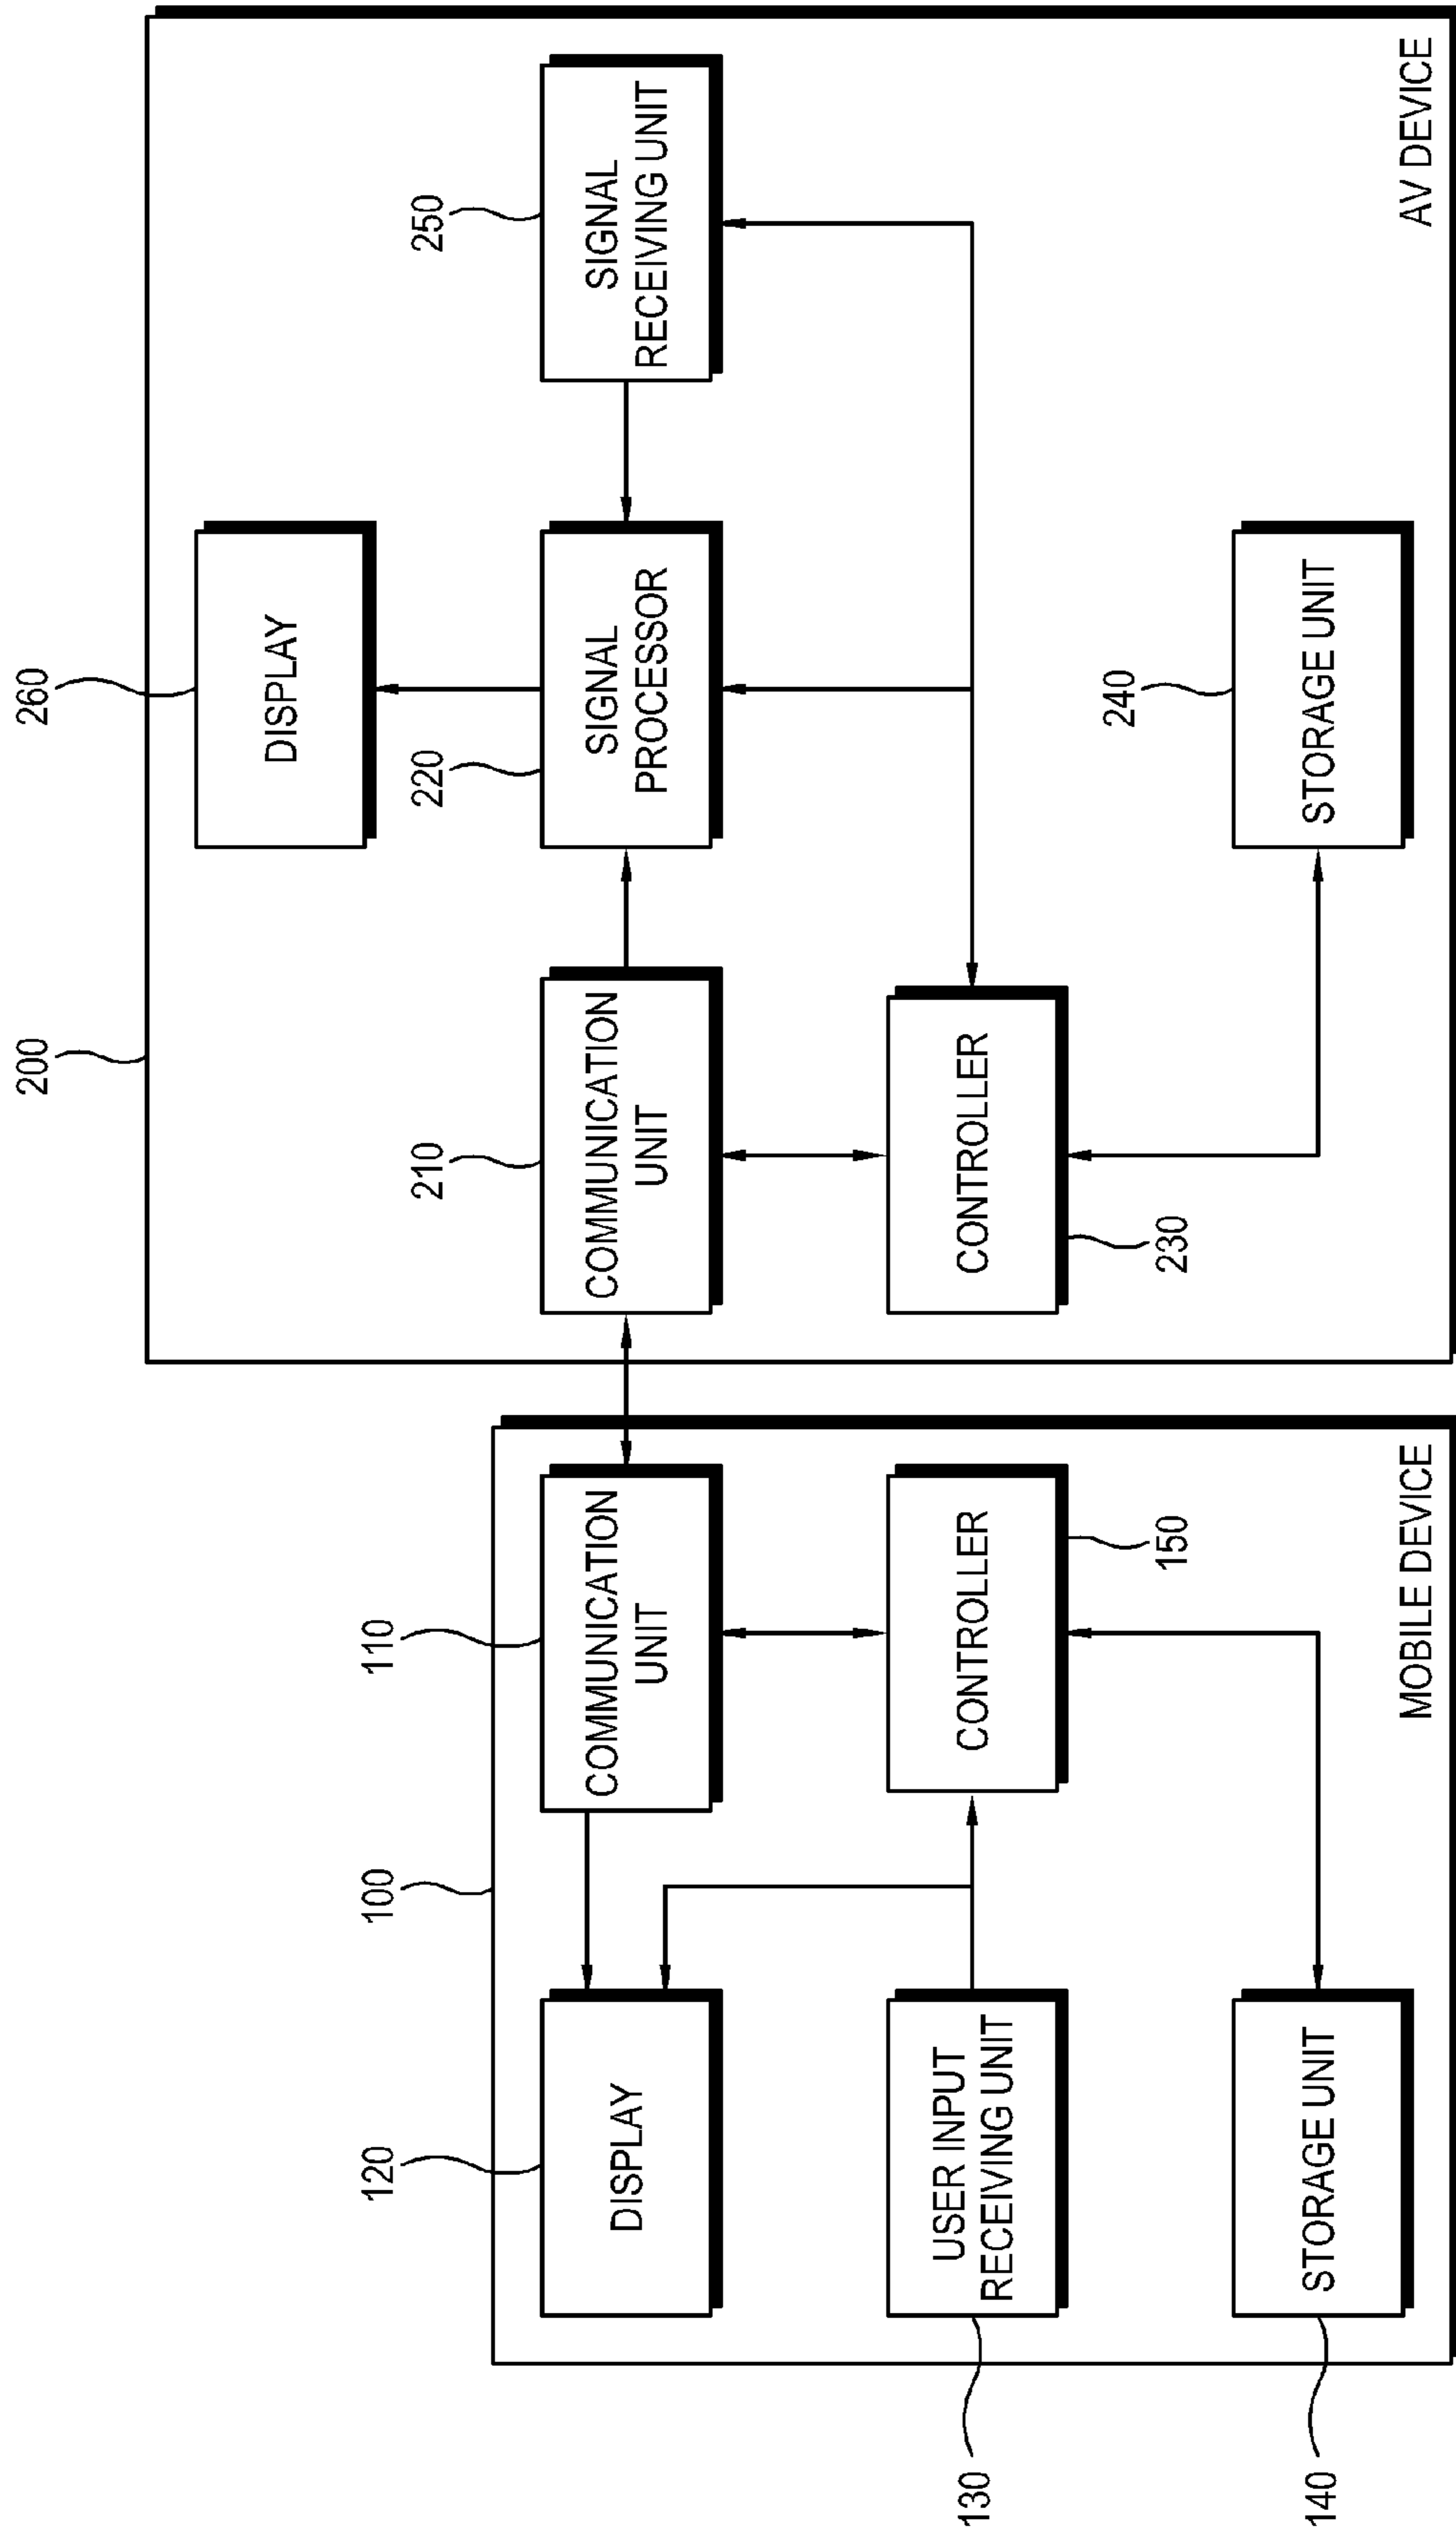 100
110
COMMUNICATION
UNIT
120
DISPLAY
CONTROLLER
150
130
USER INPUT
RECEIVING UNIT
140
STORAGE UNIT
MOBILE DEVICE
200
260
DISPLAY
210
COMMUNICATION
UNIT
220
SIGNAL
PROCESSOR
250
SIGNAL
RECEIVING UNIT
CONTROLLER
230
240
STORAGE UNIT
AV DEVICE